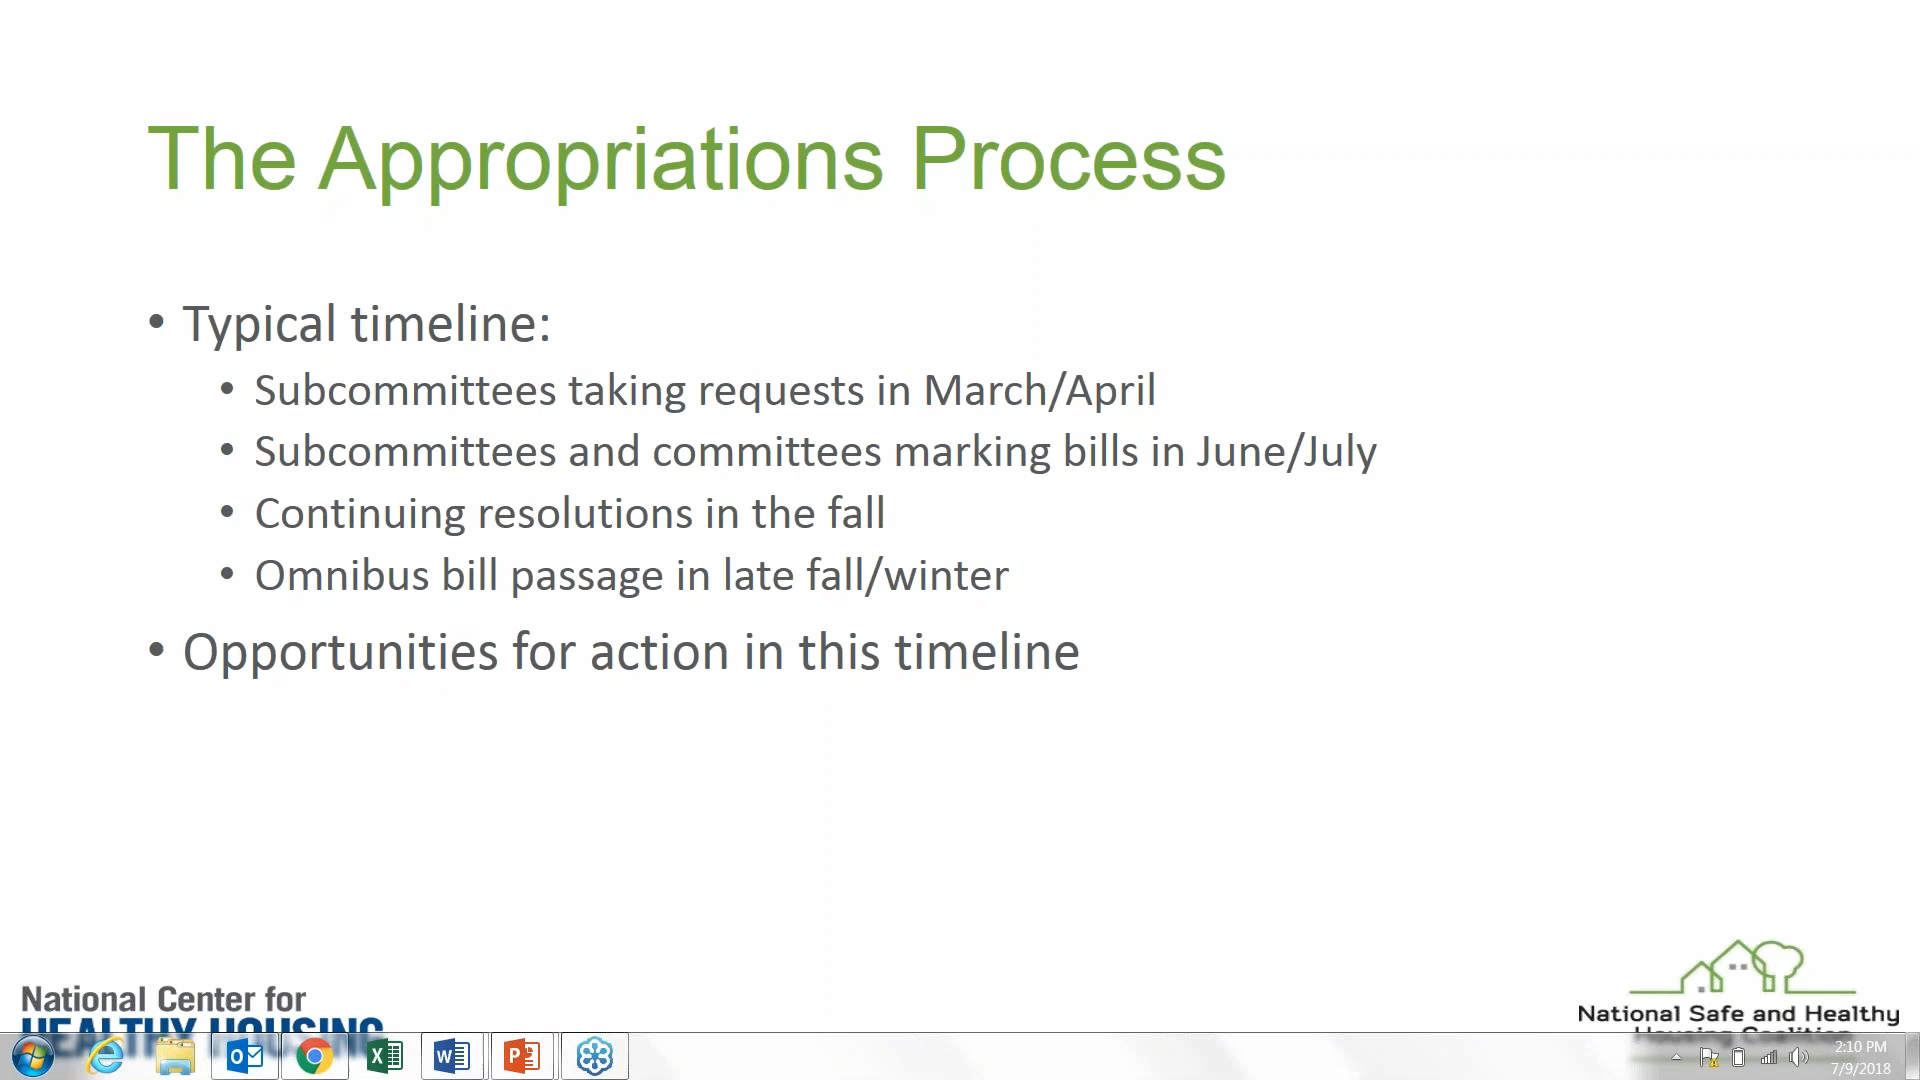 The Appropriations Process
• Typical timeline:
• Subcommittees taking requests in March/April
• Subcommittees and committees marking bills in June/July
• Continuing resolutions in the fall
• Omnibus bill passage in late fall/winter
• Opportunities for action in this timeline
National Center for
HEALTHY HOUSING
National Safe and Healthy
Housing Coalition
2:10 PM
7/9/2018